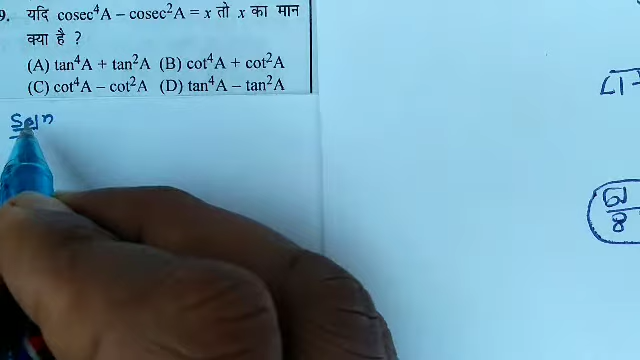 9. यदि cosec⁴A – cosec²A = x तो x का मान
क्या है ?
(A) tan⁴A + tan²A (B) cot⁴A + cot²A
(C) cot⁴A – cot²A (D) tan⁴A – tan²A
Solⁿ